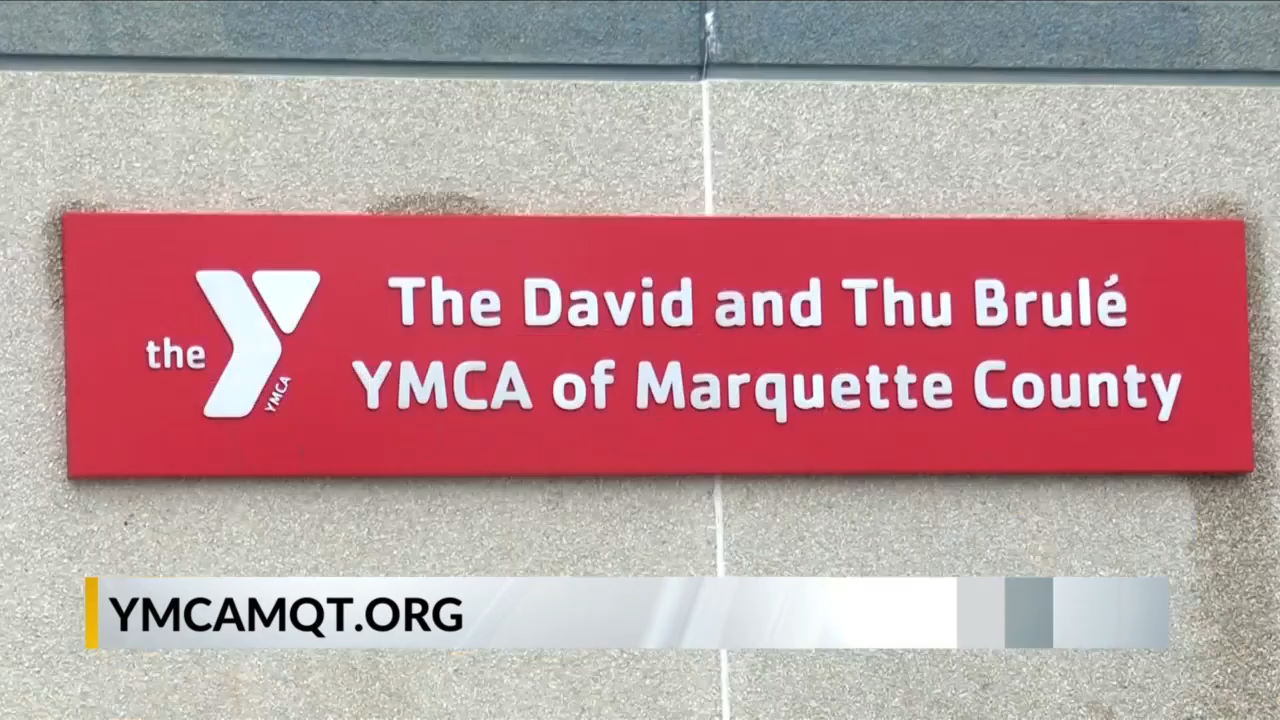 the
YMCA
The David and Thu Brulé
YMCA of Marquette County
YMCAMQT.ORG